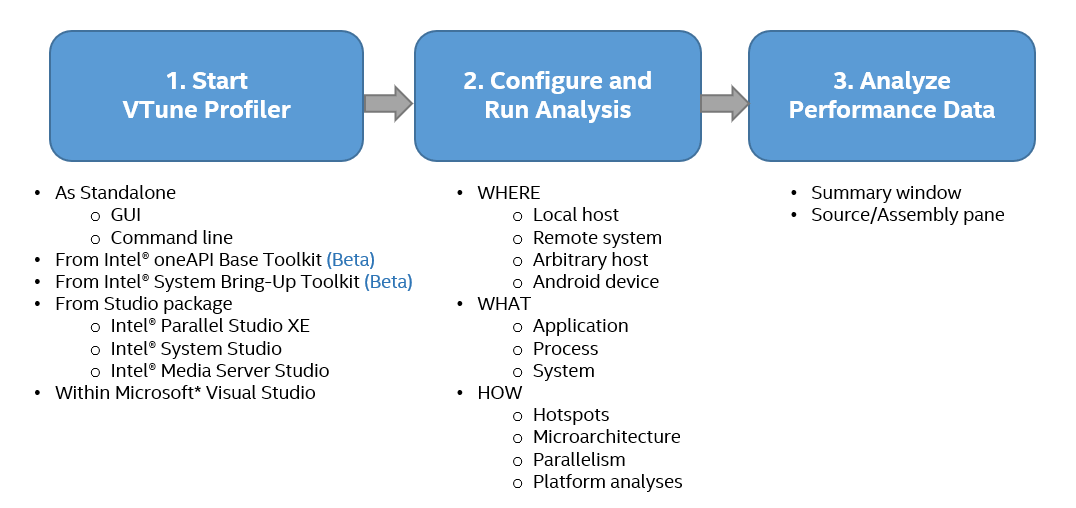 1. Start
VTune Profiler
2. Configure and
Run Analysis
3. Analyze
Performance Data
• As Standalone
o GUI
o Command line
• From Intel® oneAPI Base Toolkit (Beta)
• From Intel® System Bring-Up Toolkit (Beta)
• From Studio package
o Intel® Parallel Studio XE
o Intel® System Studio
o Intel® Media Server Studio
• Within Microsoft* Visual Studio
• WHERE
o Local host
o Remote system
o Arbitrary host
o Android device
• WHAT
o Application
o Process
o System
• HOW
o Hotspots
o Microarchitecture
o Parallelism
o Platform analyses
• Summary window
• Source/Assembly pane